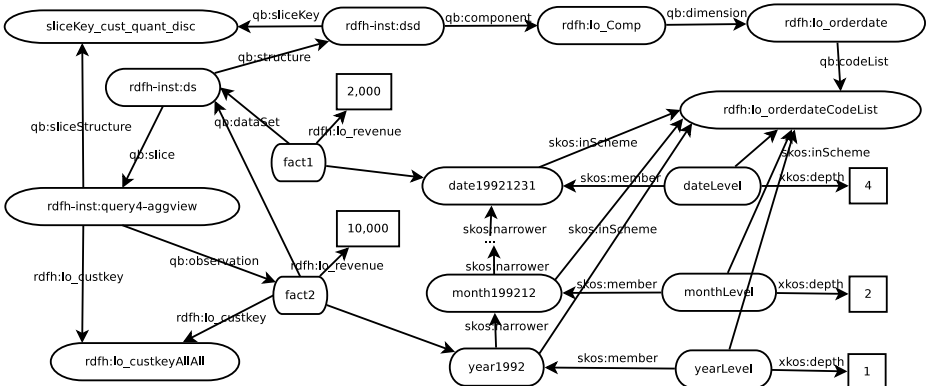 sliceKey_cust_quant_disc
qb:sliceKey
rdfh-inst:dsd
qb:component
rdfh:lo_Comp
qb:dimension
rdfh:lo_orderdate
qb:structure
qb:codeList
rdfh-inst:ds
2,000
rdfh:lo_orderdateCodeList
qb:sliceStructure
qb:dataSet
rdfh:lo_revenue
qb:slice
fact1
skos:inScheme
skos:inScheme
date19921231
skos:member
dateLevel
xkos:depth
4
rdfh-inst:query4-aggview
10,000
skos:narrower
...
skos:inScheme
qb:observation
rdfh:lo_revenue
skos:narrower
rdfh:lo_custkey
fact2
month199212
skos:member
monthLevel
xkos:depth
2
rdfh:lo_custkey
skos:narrower
rdfh:lo_custkeyAllAll
year1992
skos:member
yearLevel
xkos:depth
1